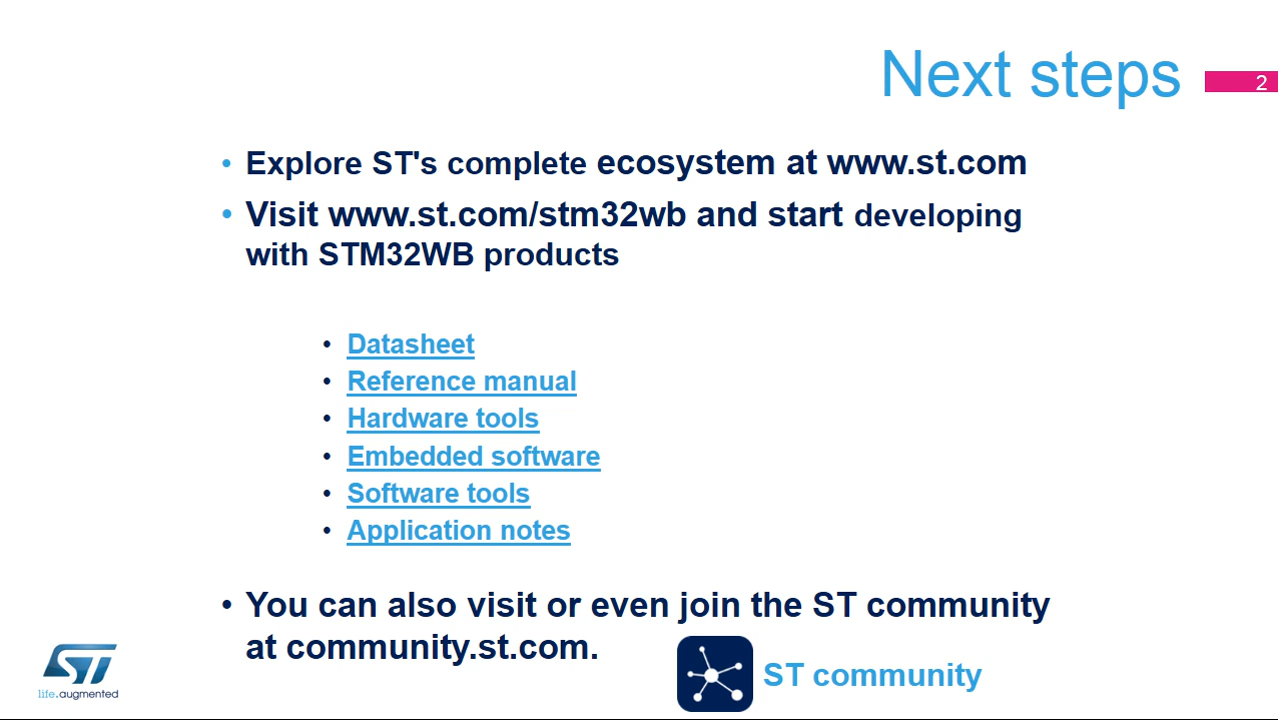 Next steps
2
• Explore ST's complete ecosystem at www.st.com
• Visit www.st.com/stm32wb and start developing
with STM32WB products
• Datasheet
• Reference manual
• Hardware tools
• Embedded software
• Software tools
• Application notes
• You can also visit or even join the ST community
at community.st.com.
ST
life.augmented
ST community